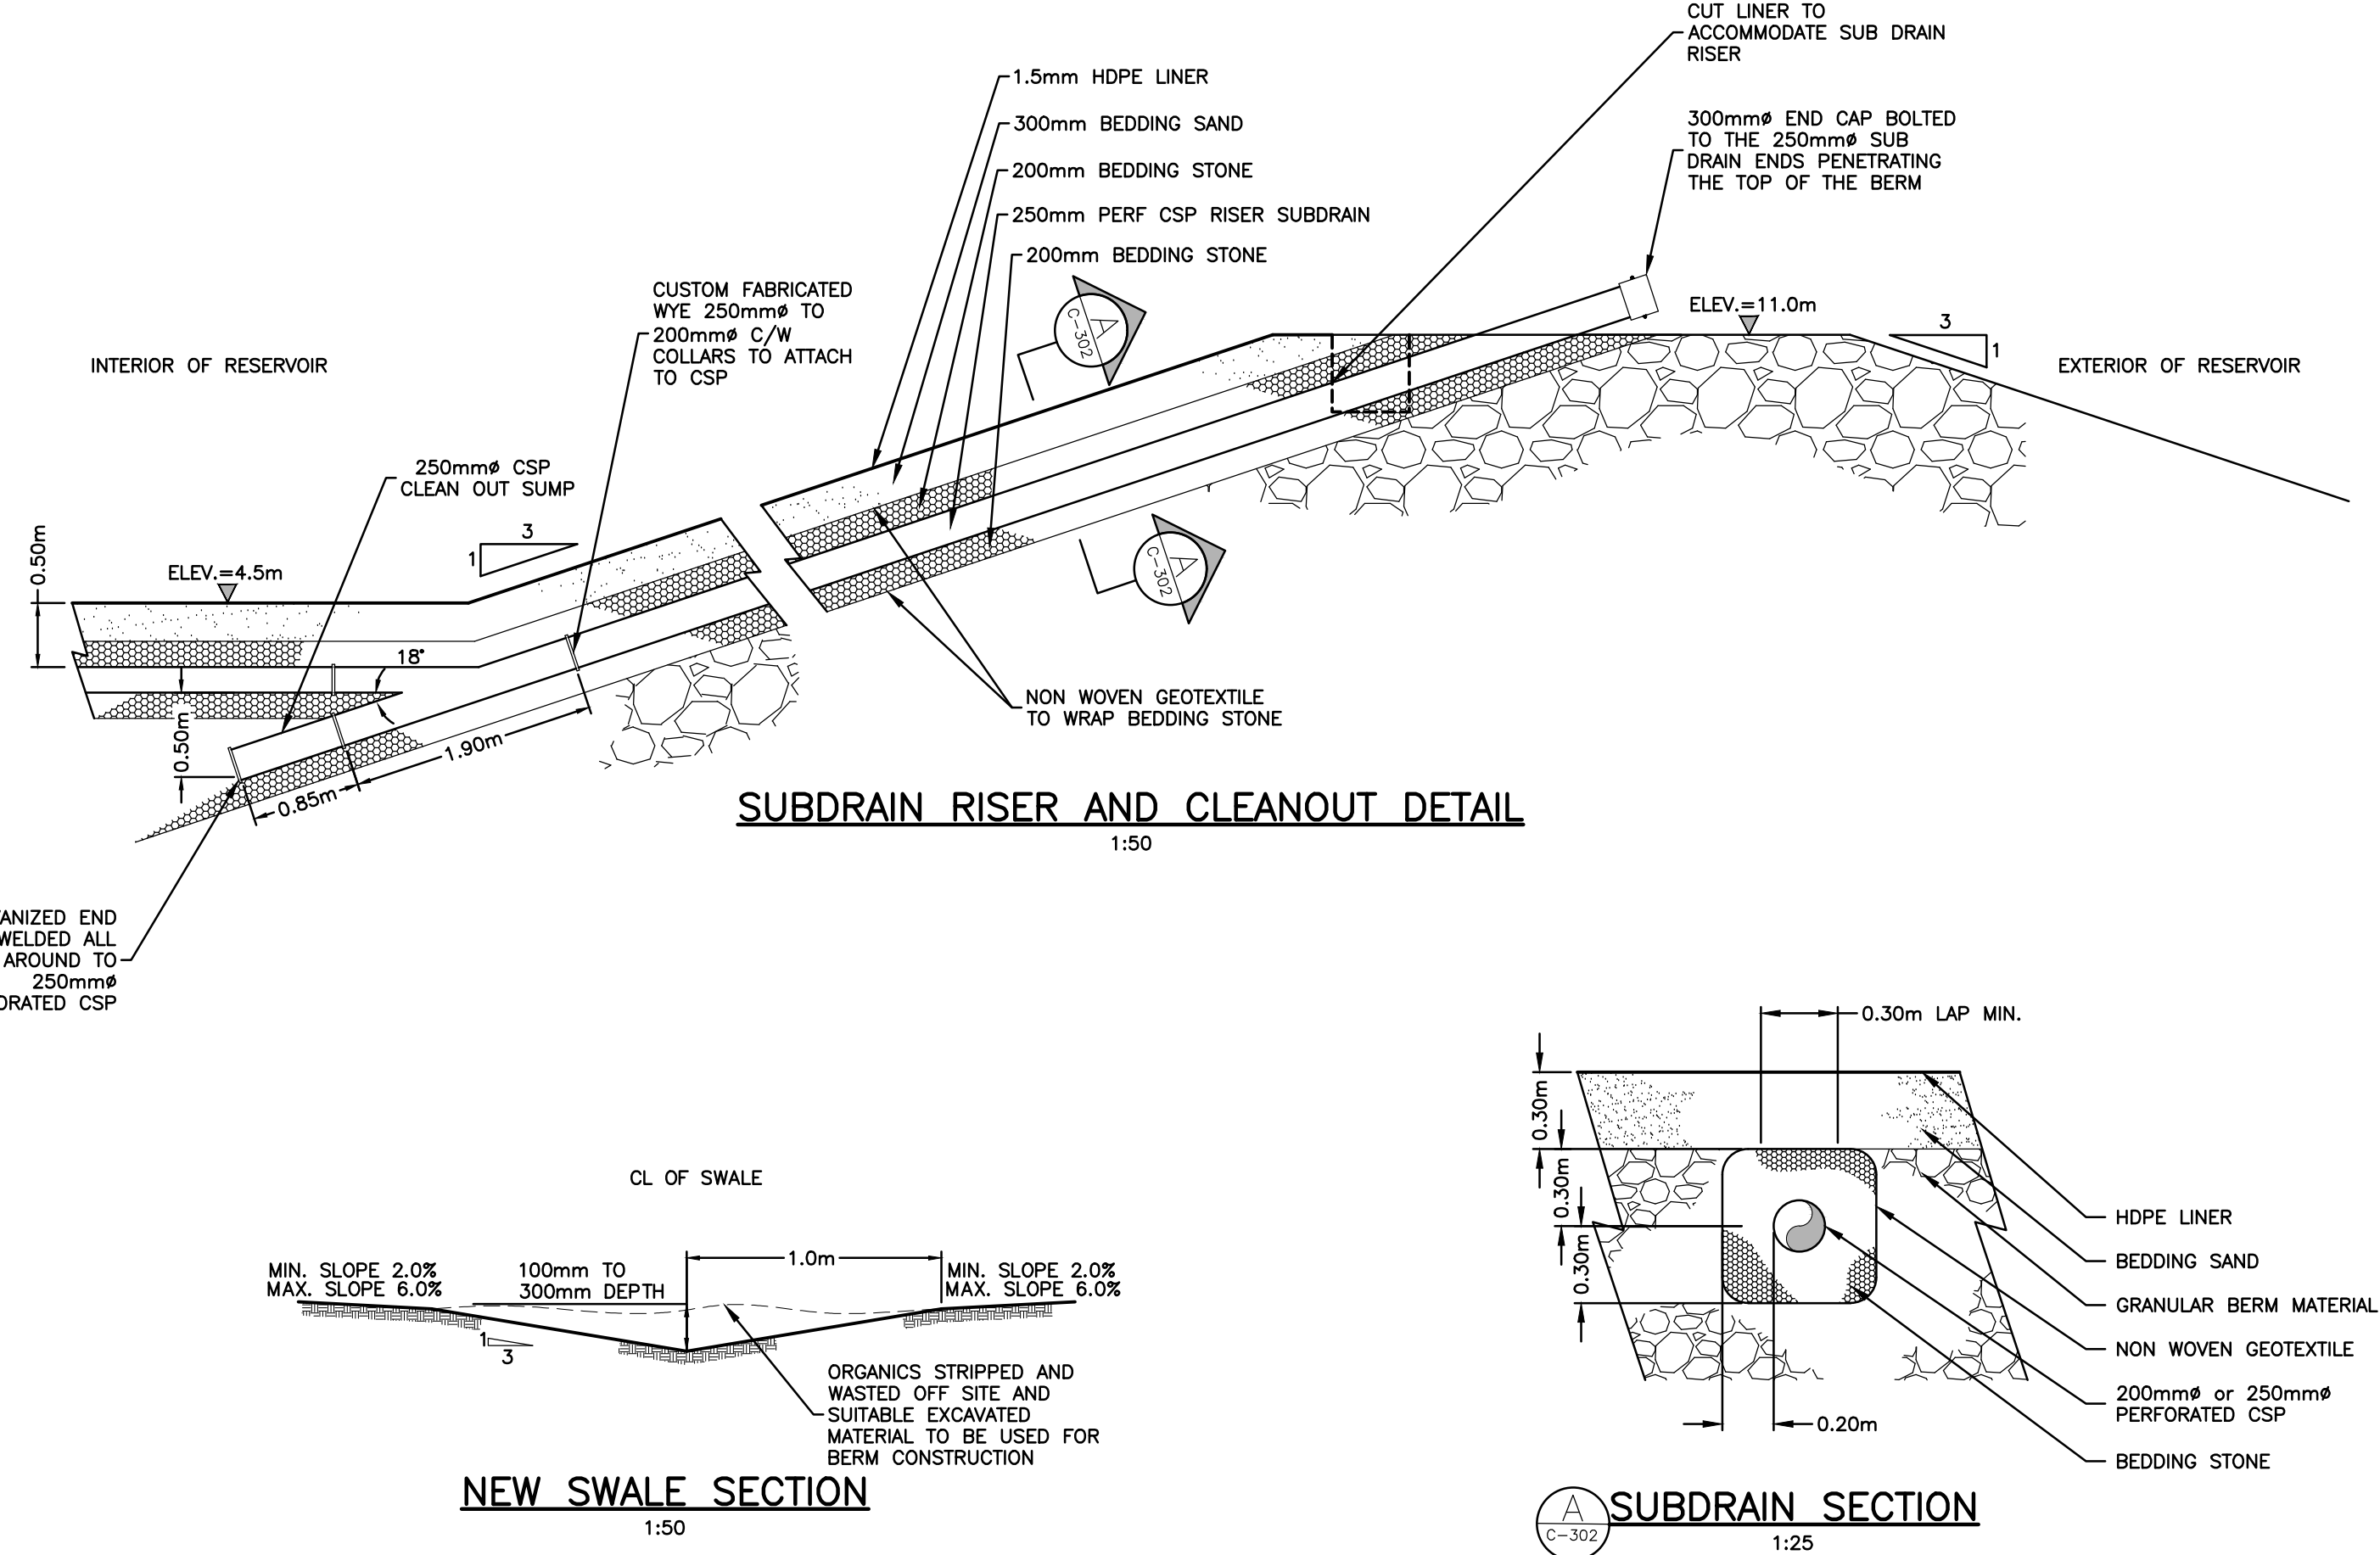 CUT LINER TO
ACCOMMODATE SUB DRAIN
RISER
1.5mm HDPE LINER
300mm BEDDING SAND
200mm BEDDING STONE
250mm PERF CSP RISER SUBDRAIN
200mm BEDDING STONE
300mmø END CAP BOLTED
TO THE 250mmø SUB
DRAIN ENDS PENETRATING
THE TOP OF THE BERM
CUSTOM FABRICATED
WYE 250mmø TO
200mmø C/W
COLLARS TO ATTACH
TO CSP
A
C-302
ELEV.=11.0m
3
1
INTERIOR OF RESERVOIR
EXTERIOR OF RESERVOIR
250mmø CSP
CLEAN OUT SUMP
3
1
0.50m
ELEV.=4.5m
A
C-302
18°
0.50m
1.90m
0.85m
NON WOVEN GEOTEXTILE
TO WRAP BEDDING STONE
SUBDRAIN RISER AND CLEANOUT DETAIL
1:50
ANIZED END
WELDED ALL
AROUND TO
250mmø
ORATED CSP
CL OF SWALE
MIN. SLOPE 2.0%
MAX. SLOPE 6.0%
100mm TO
300mm DEPTH
1.0m
MIN. SLOPE 2.0%
MAX. SLOPE 6.0%
1
3
ORGANICS STRIPPED AND
WASTED OFF SITE AND
SUITABLE EXCAVATED
MATERIAL TO BE USED FOR
BERM CONSTRUCTION
NEW SWALE SECTION
1:50
0.30m LAP MIN.
0.30m
0.30m
0.30m
0.20m
HDPE LINER
BEDDING SAND
GRANULAR BERM MATERIAL
NON WOVEN GEOTEXTILE
200mmø or 250mmø
PERFORATED CSP
BEDDING STONE
A
C-302
SUBDRAIN SECTION
1:25